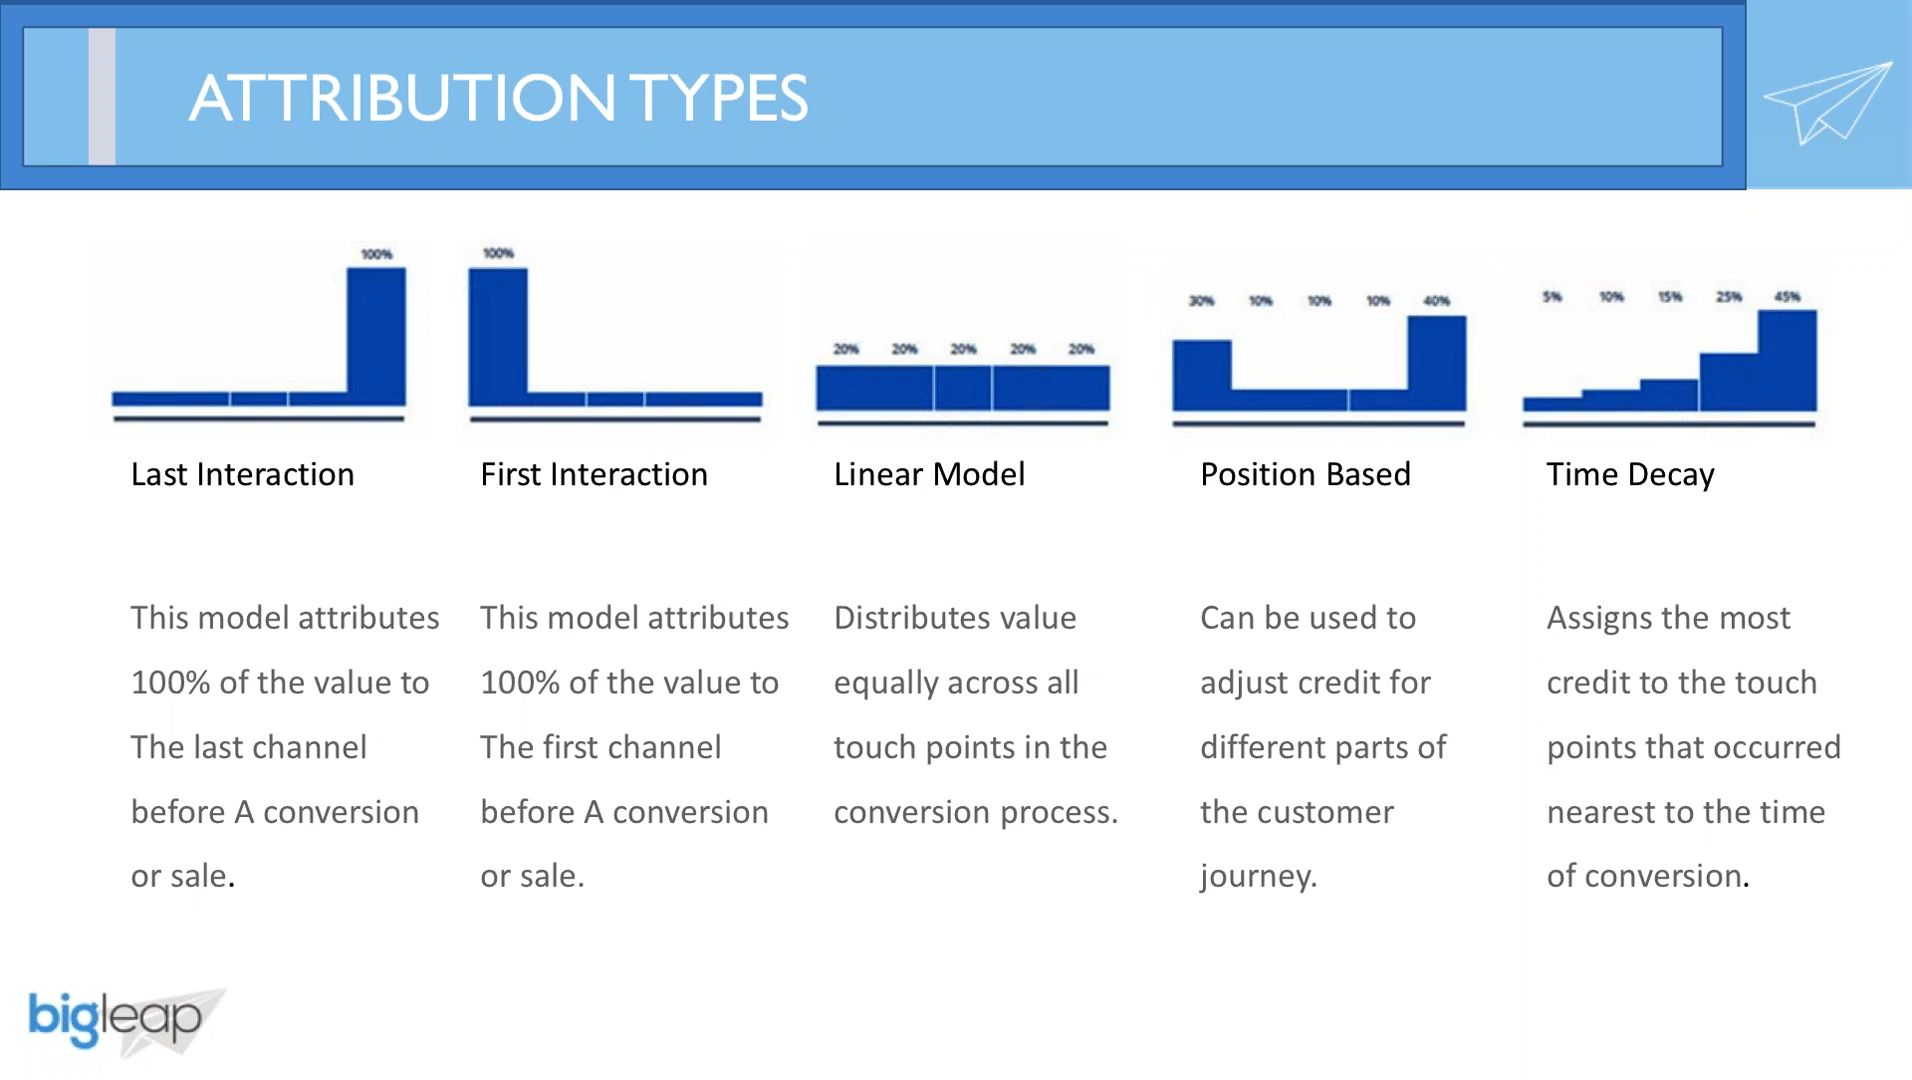 ATTRIBUTION TYPES
100%
100%
20% 20% 20% 20% 20%
30% 10% 10% 10% 40%
5% 10% 15% 25% 45%
Last Interaction
First Interaction
Linear Model
Position Based
Time Decay
This model attributes
100% of the value to
The last channel
before A conversion
or sale.
This model attributes
100% of the value to
The first channel
before A conversion
or sale.
Distributes value
equally across all
touch points in the
conversion process.
Can be used to
adjust credit for
different parts of
the customer
journey.
Assigns the most
credit to the touch
points that occurred
nearest to the time
of conversion.
bigleap